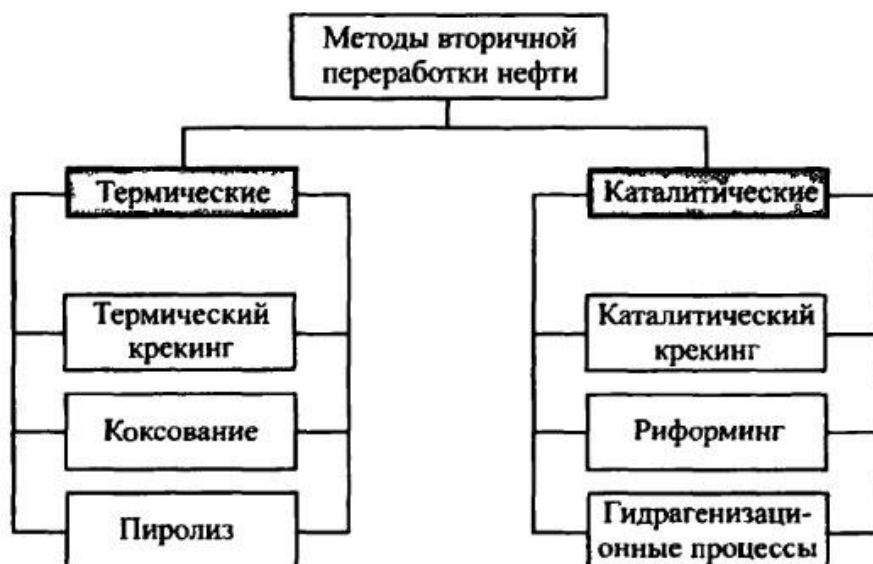 Методы вторичной
переработки нефти
Термические
Каталитические
Термический
крекинг
Каталитический
крекинг
Коксование
Риформинг
Пиролиз
Гидрагенизаци-
онные процессы